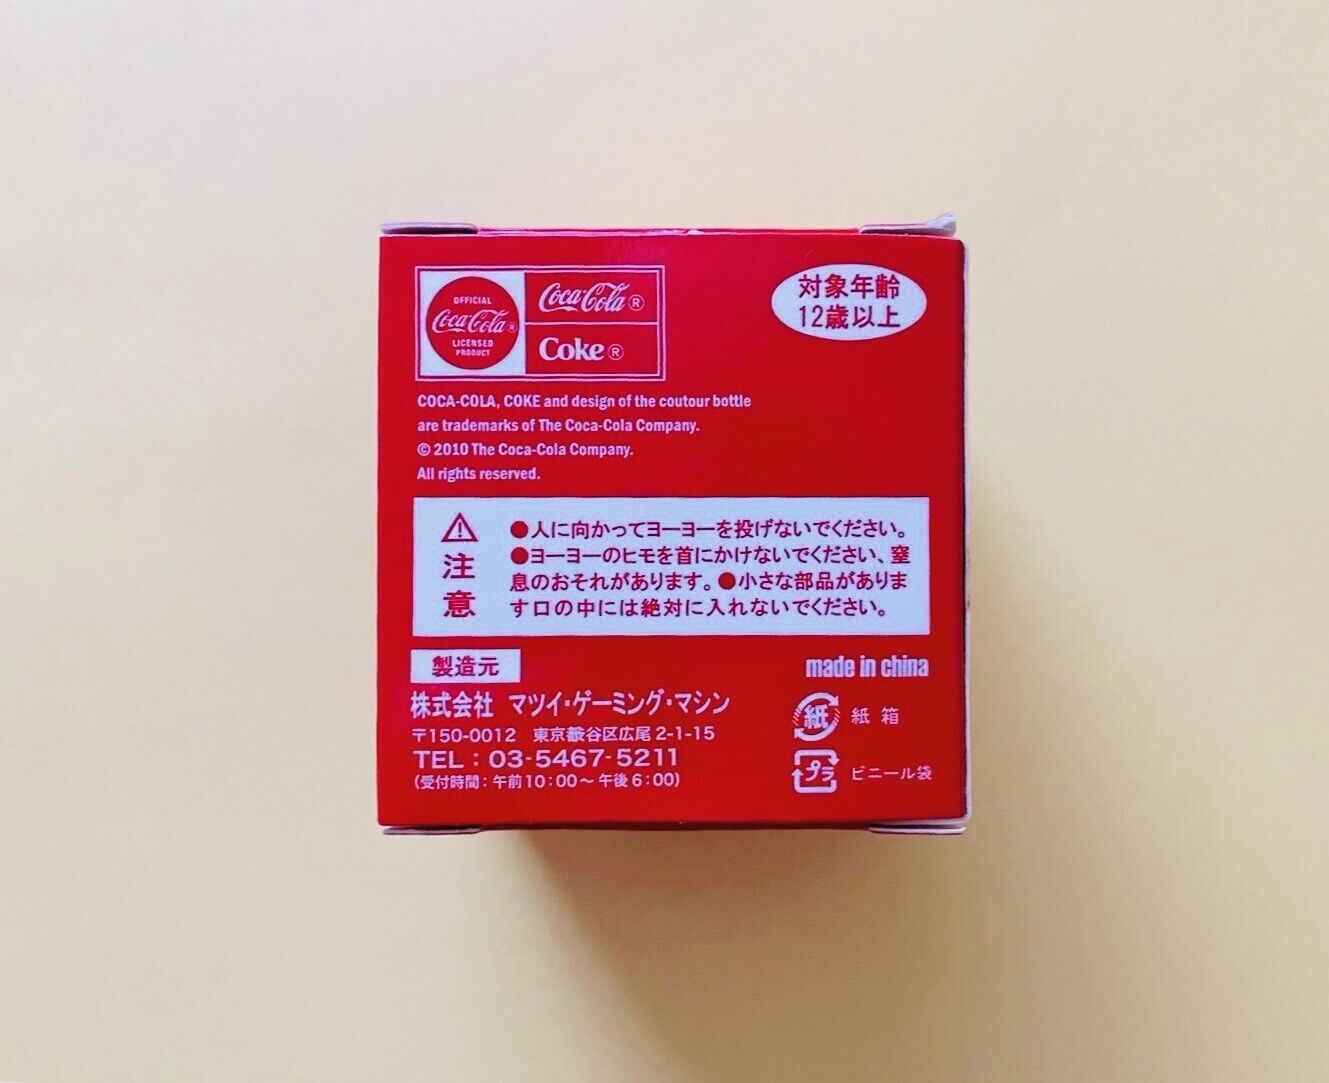 OFFICIAL
Coca-Cola®
LICENSED
PRODUCT
Coca-Cola®
Coke®
対象年齢
12歳以上
COCA-COLA, COKE and design of the coutour bottle
are trademarks of The Coca-Cola Company.
© 2010 The Coca-Cola Company.
All rights reserved.
注意
●人に向かってヨーヨーを投げないでください。
●ヨーヨーのヒモを首にかけないでください、窒
息のおそれがあります。●小さな部品がありま
す口の中には絶対に入れないでください。
製造元
株式会社 マツイ・ゲーミング・マシン
〒150-0012 東京都渋谷区広尾2-1-15
TEL：03-5467-5211
（受付時間：午前10：00～午後6：00）
made in china
紙 紙箱
プラ ビニール袋